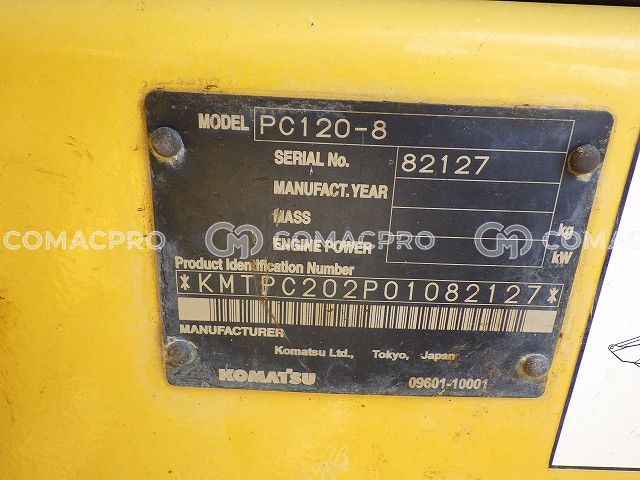 MODEL PC120-8
SERIAL No. 82127
MANUFACT. YEAR
MASS kg
COMACPRO COMACPRO COMACPRO
ENGINE POWER kW
Product Identification Number
*KMTPC202P01082127*
MANUFACTURER
Komatsu Ltd., Tokyo, Japan
KOMATSU 09601-10001